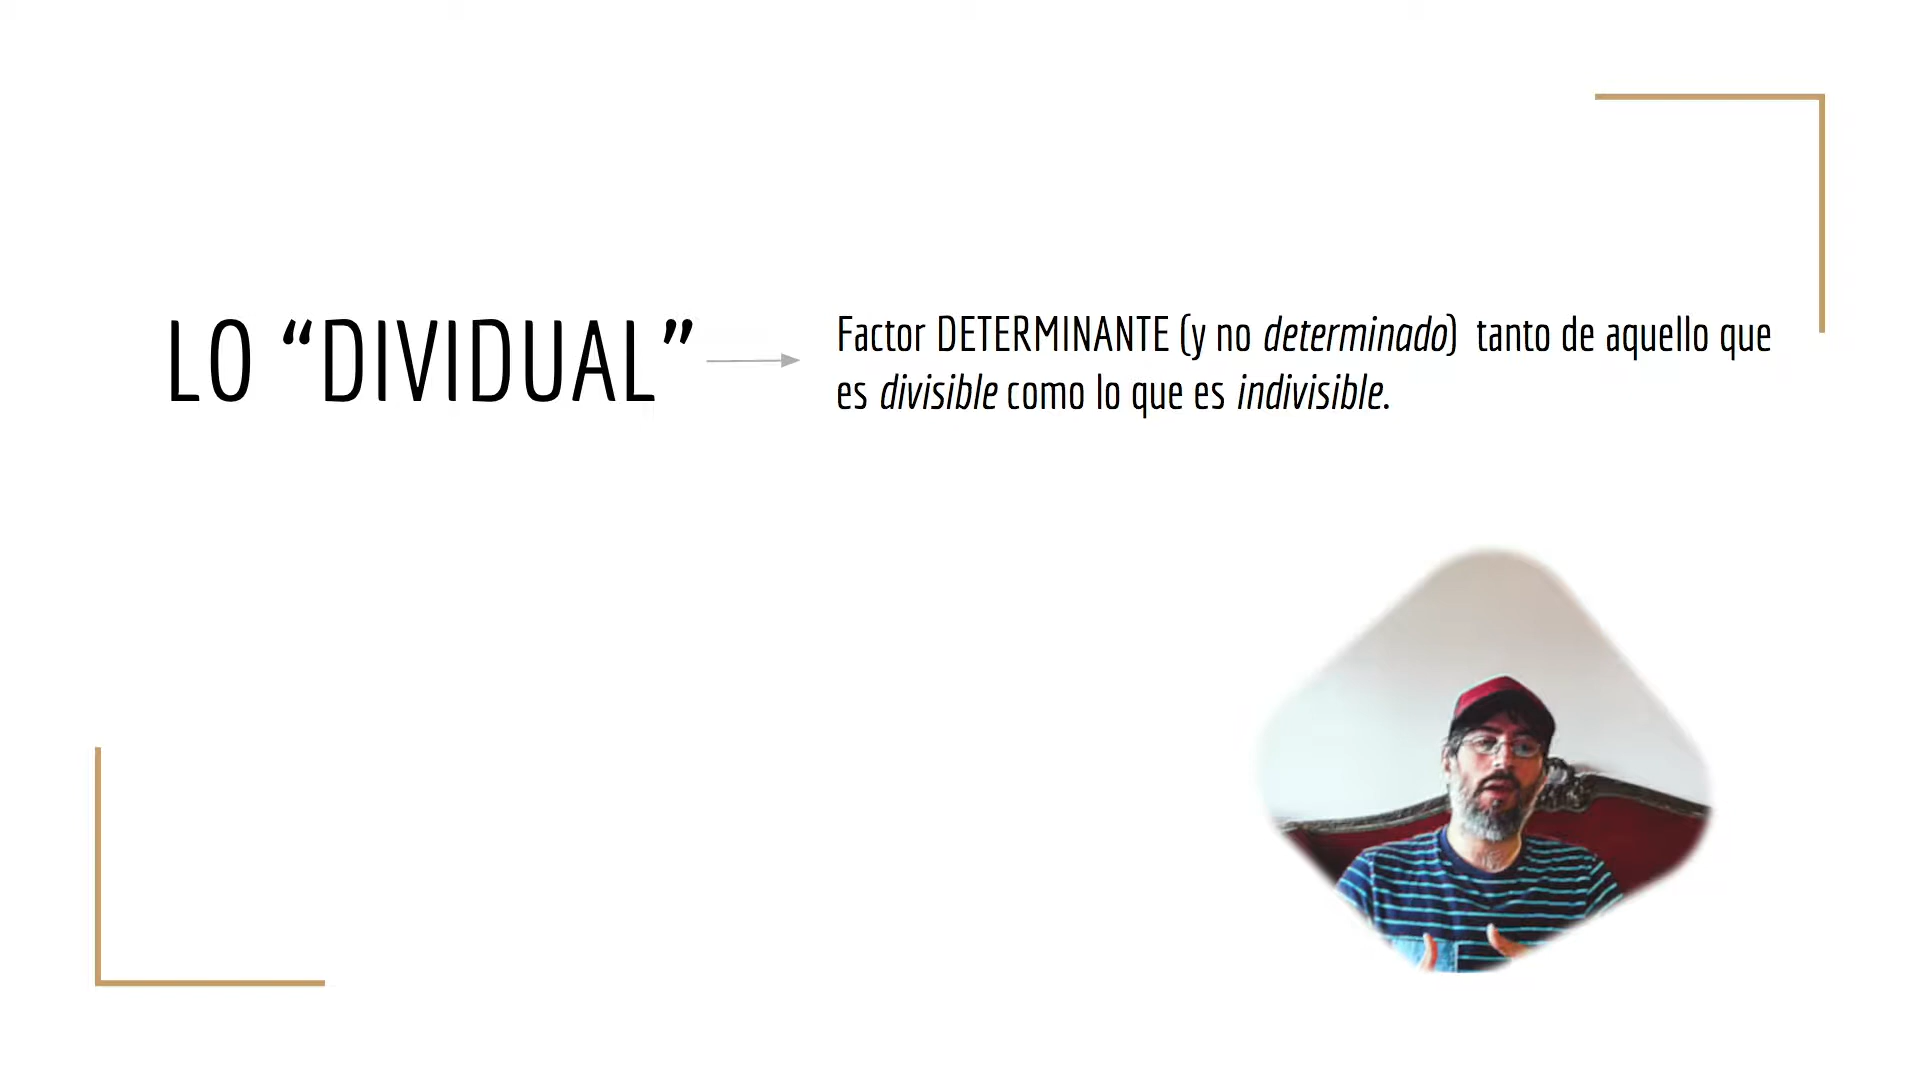 LO “DIVIDUAL”
Factor DETERMINANTE (y no determinado) tanto de aquello que
es divisible como lo que es indivisible.